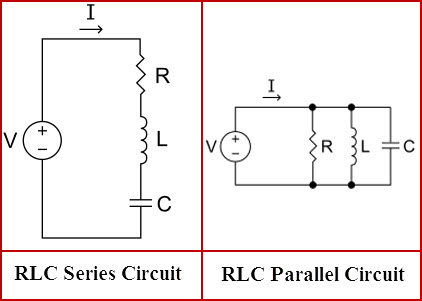 I
R
V
+
−
L
C
RLC Series Circuit
I
V
+
−
R
L
C
RLC Parallel Circuit